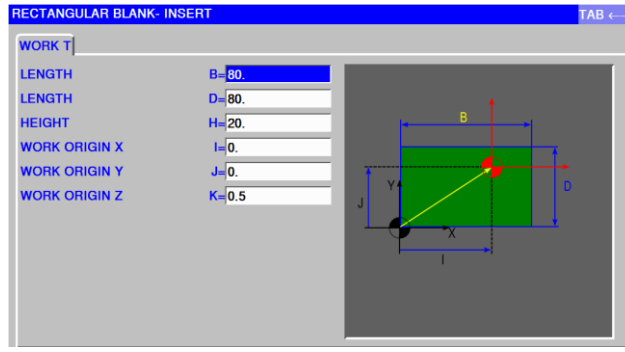 RECTANGULAR BLANK- INSERT
TAB ←
WORK T
LENGTH B=80.
LENGTH D=80.
HEIGHT H=20.
WORK ORIGIN X I=0.
WORK ORIGIN Y J=0.
WORK ORIGIN Z K=0.5
B
Y
D
J
X
I